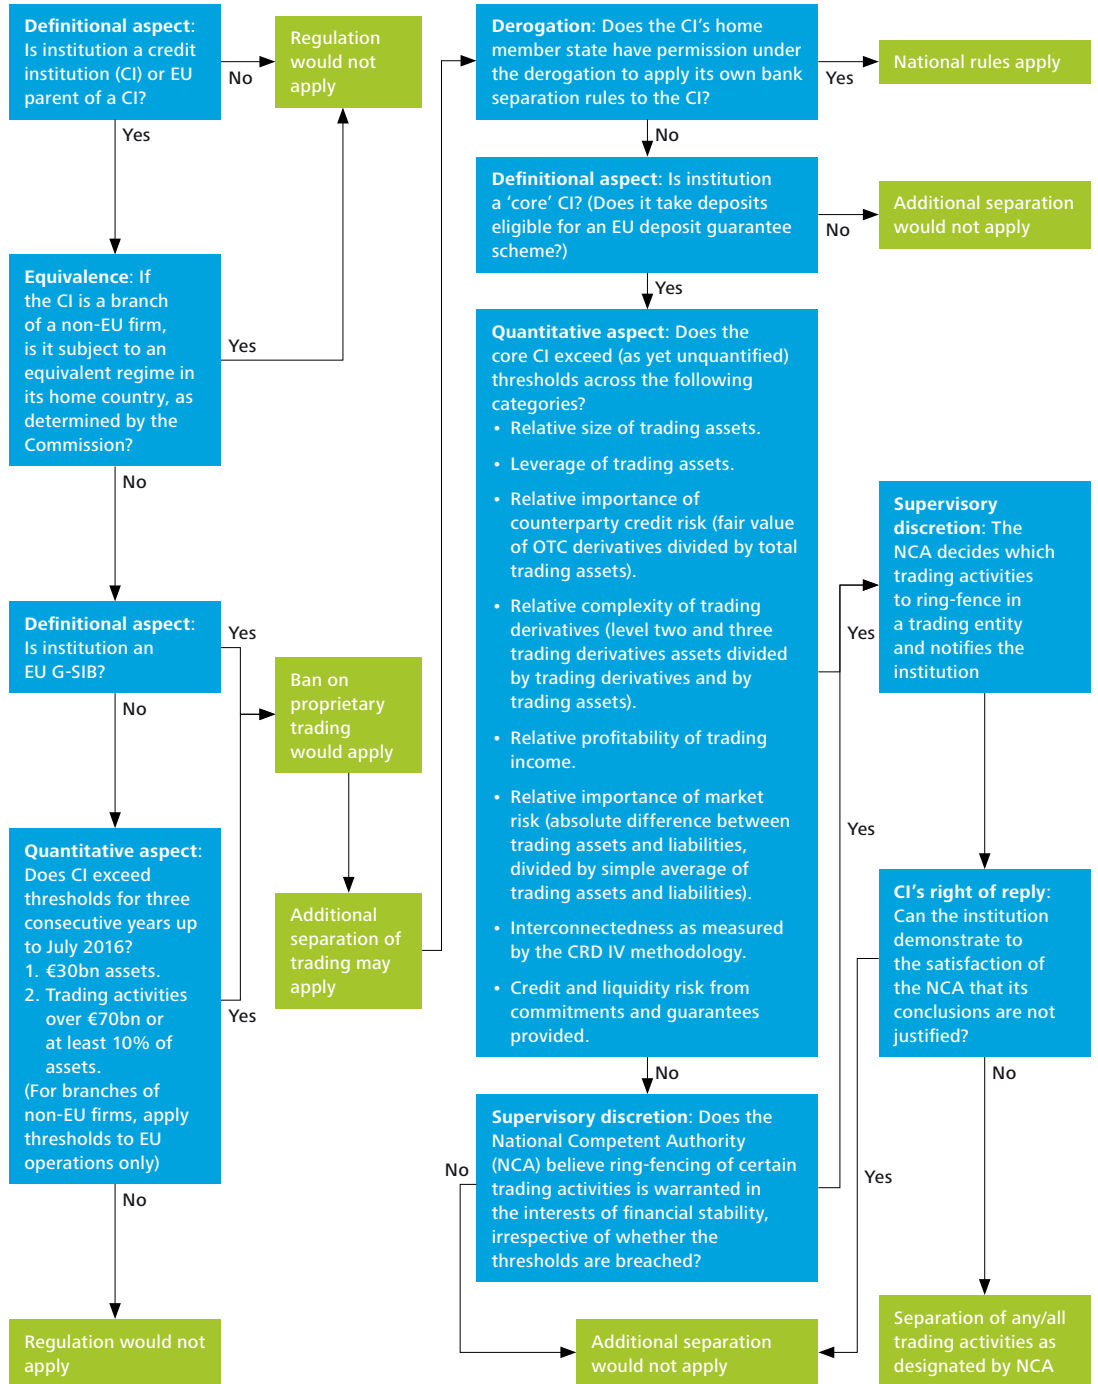 Definitional aspect:
Is institution a credit
institution (CI) or EU
parent of a CI?
No
Regulation
would not
apply
Yes
Equivalence: If
the CI is a branch
of a non-EU firm,
is it subject to an
equivalent regime in
its home country, as
determined by the
Commission?
Yes
No
Definitional aspect:
Is institution an
EU G-SIB?
Yes
No
Ban on
proprietary
trading
would apply
Quantitative aspect:
Does CI exceed
thresholds for three
consecutive years up
to July 2016?
1. €30bn assets.
2. Trading activities
over €70bn or
at least 10% of
assets.
(For branches of
non-EU firms, apply
thresholds to EU
operations only)
Yes
No
Additional
separation of
trading may
apply
Regulation would not
apply
Derogation: Does the CI’s home
member state have permission under
the derogation to apply its own bank
separation rules to the CI?
Yes
National rules apply
No
Definitional aspect: Is institution
a ‘core’ CI? (Does it take deposits
eligible for an EU deposit guarantee
scheme?)
No
Additional separation
would not apply
Yes
Quantitative aspect: Does the
core CI exceed (as yet unquantified)
thresholds across the following
categories?
• Relative size of trading assets.
• Leverage of trading assets.
• Relative importance of
counterparty credit risk (fair value
of OTC derivatives divided by total
trading assets).
• Relative complexity of trading
derivatives (level two and three
trading derivatives assets divided
by trading derivatives and by
trading assets).
• Relative profitability of trading
income.
• Relative importance of market
risk (absolute difference between
trading assets and liabilities,
divided by simple average of
trading assets and liabilities).
• Interconnectedness as measured
by the CRD IV methodology.
• Credit and liquidity risk from
commitments and guarantees
provided.
Yes
No
Supervisory discretion: Does the
National Competent Authority
(NCA) believe ring-fencing of certain
trading activities is warranted in
the interests of financial stability,
irrespective of whether the
thresholds are breached?
No
Yes
Supervisory
discretion: The
NCA decides which
trading activities
to ring-fence in
a trading entity
and notifies the
institution
CI’s right of reply:
Can the institution
demonstrate to
the satisfaction of
the NCA that its
conclusions are not
justified?
No
Yes
Additional separation
would not apply
Separation of any/all
trading activities as
designated by NCA